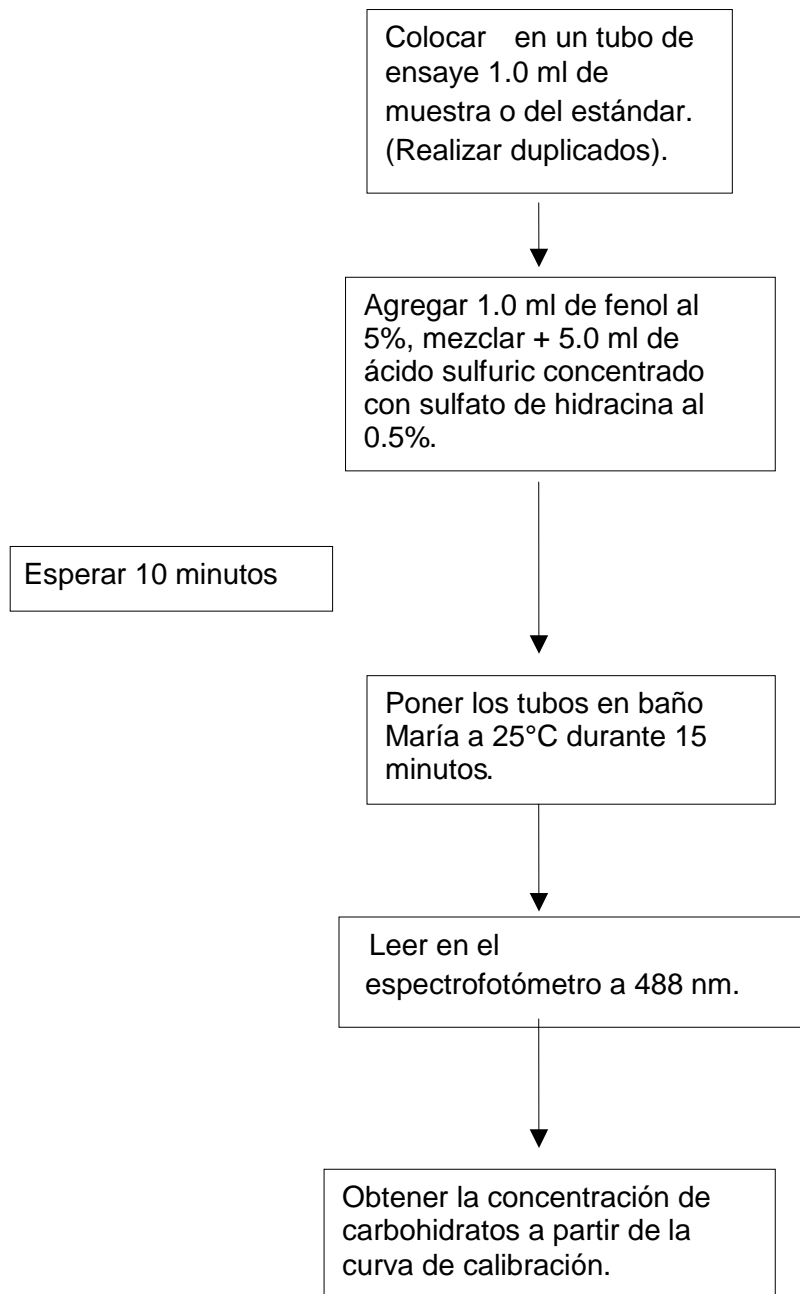 Colocar en un tubo de
ensaye 1.0 ml de
muestra o del estándar.
(Realizar duplicados).
Agregar 1.0 ml de fenol al
5%, mezclar + 5.0 ml de
ácido sulfuric concentrado
con sulfato de hidracina al
0.5%.
Esperar 10 minutos
Poner los tubos en baño
María a 25°C durante 15
minutos.
Leer en el
espectrofotómetro a 488 nm.
Obtener la concentración de
carbohidratos a partir de la
curva de calibración.